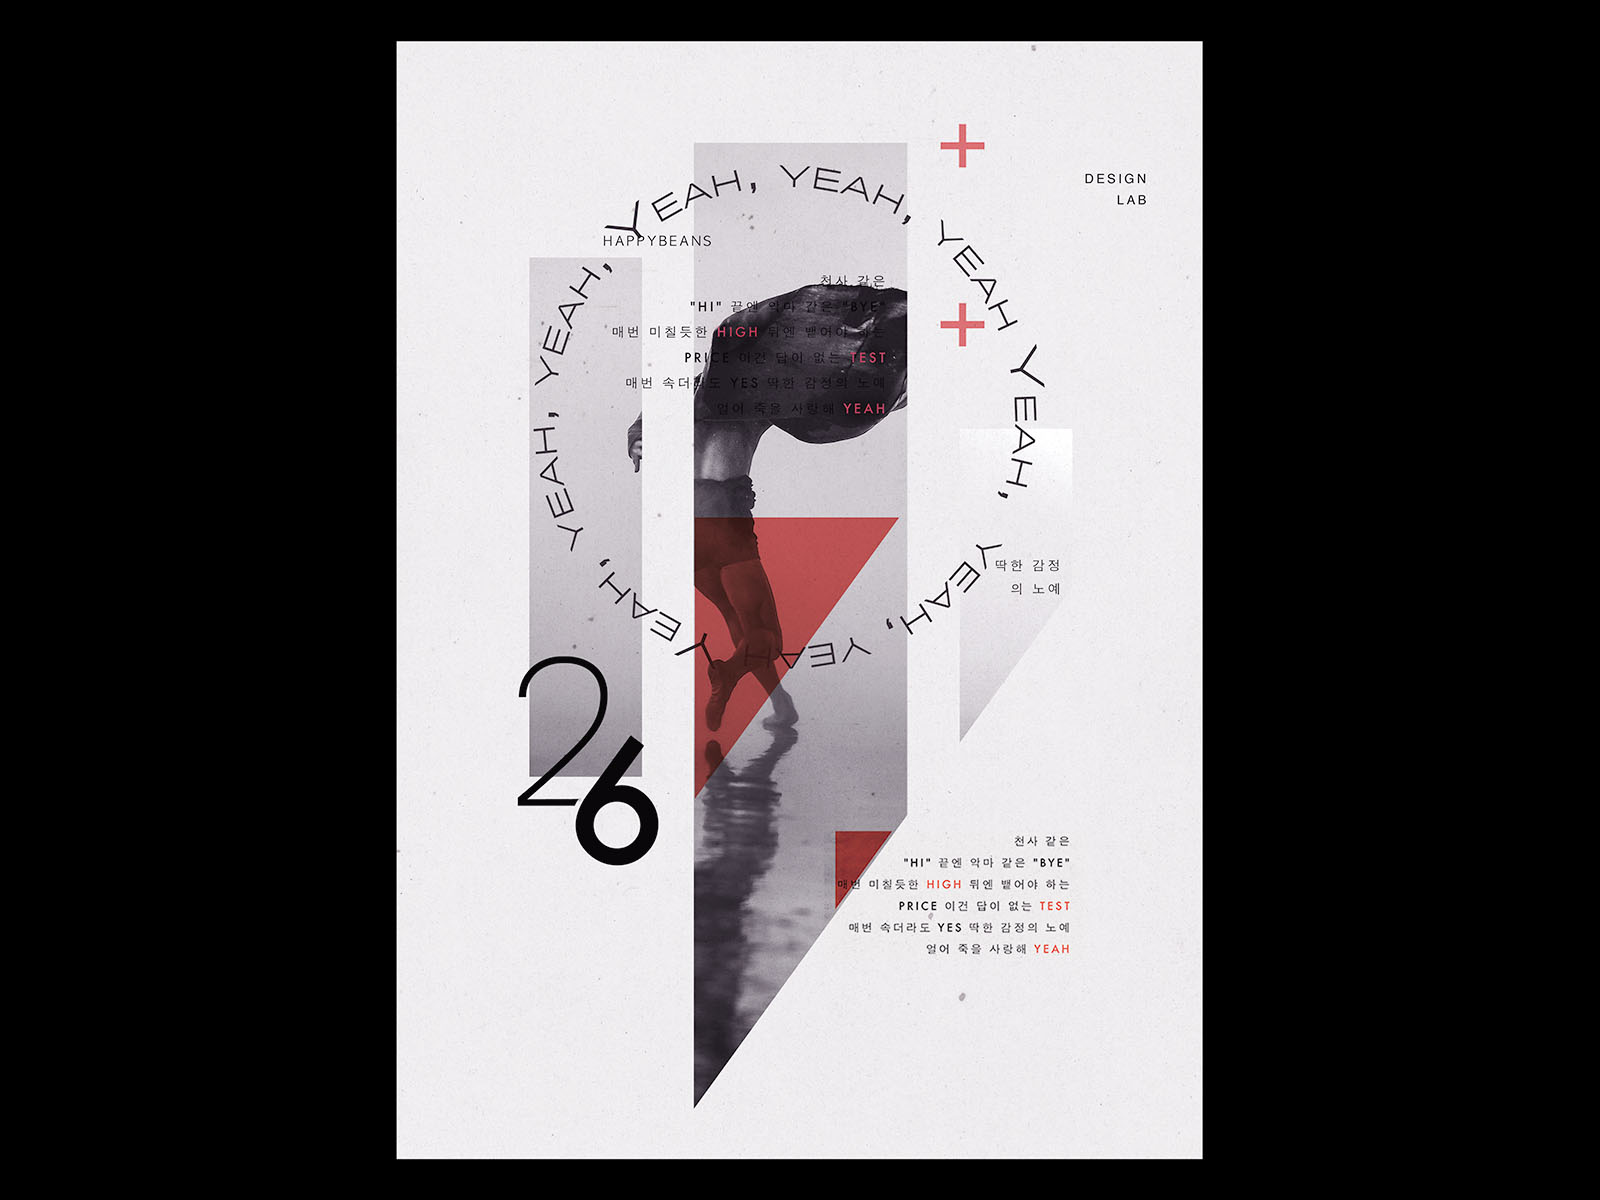 DESIGN
LAB
YEAH, YEAH, YEAH YEAH, YEAH, YEAH YEAH, YEAH, YEAH,
HAPPYBEANS
천사 같은
"HI" 끝엔 악마 같은 "BYE"
매번 미칠듯한 HIGH 뒤엔 뱉어야 하는
PRICE 이건 답이 없는 TEST
매번 속더라도 YES 딱한 감정의 노예
얼어 죽을 사랑해 YEAH
딱한 감정
의 노예
26
천사 같은
"HI" 끝엔 악마 같은 "BYE"
매번 미칠듯한 HIGH 뒤엔 뱉어야 하는
PRICE 이건 답이 없는 TEST
매번 속더라도 YES 딱한 감정의 노예
얼어 죽을 사랑해 YEAH